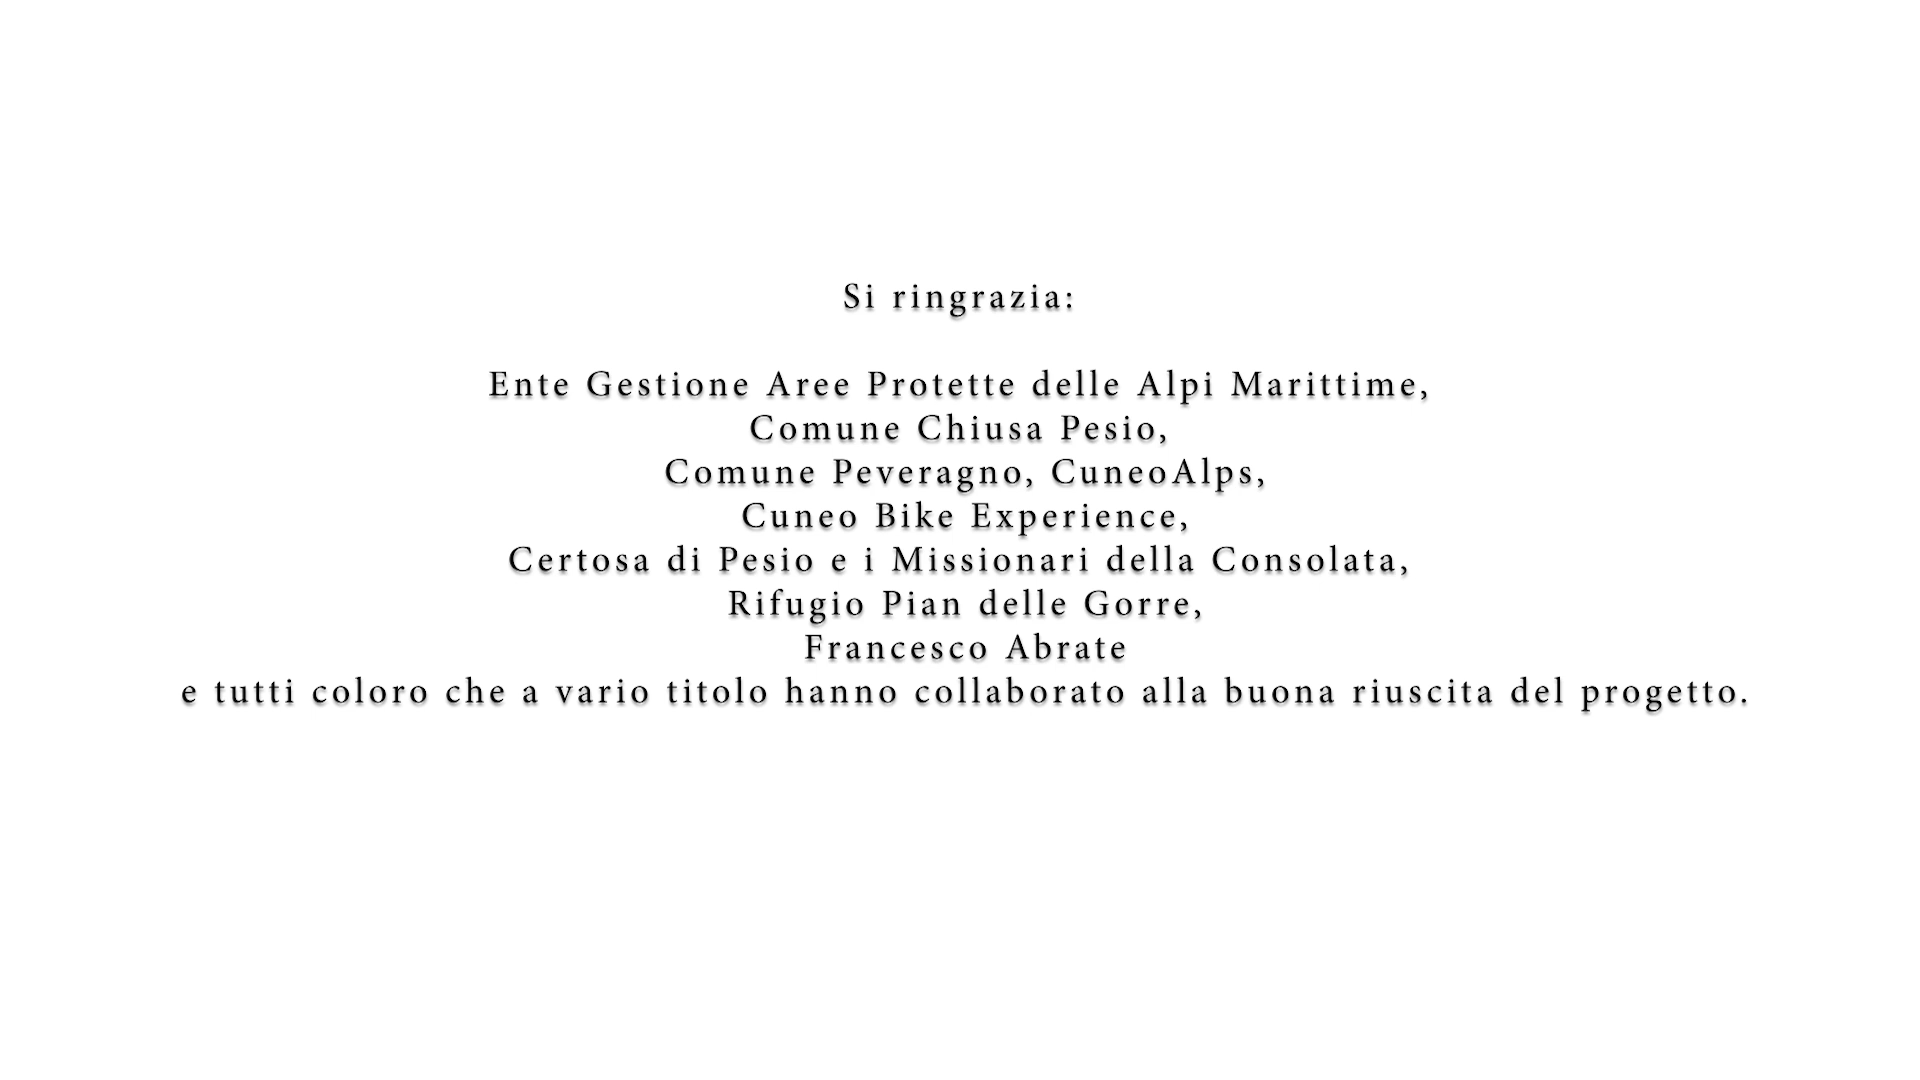 Si ringrazia:
Ente Gestione Aree Protette delle Alpi Marittime,
Comune Chiusa Pesio,
Comune Peveragno, CuneoAlps,
Cuneo Bike Experience,
Certosa di Pesio e i Missionari della Consolata,
Rifugio Pian delle Gorre,
Francesco Abrate
e tutti coloro che a vario titolo hanno collaborato alla buona riuscita del progetto.